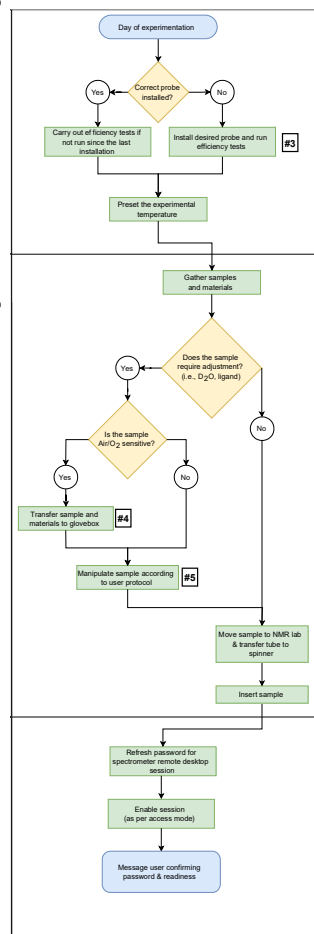 Day of experimentation
Correct probe
installed?
Yes
No
Carry out efficiency tests if
not run since the last
installation
Install desired probe and run
efficiency tests
#3
Preset the experimental
temperature
Gather samples
and materials
Does the sample
require adjustment?
(i.e., D2O, ligand)
Yes
No
Is the sample
Air/O2 sensitive?
Yes
No
Transfer sample and
materials to glovebox
#4
Manipulate sample according
to user protocol
#5
Move sample to NMR lab
& transfer tube to
spinner
Insert sample
Refresh password for
spectrometer remote desktop
session
Enable session
(as per access mode)
Message user confirming
password & readiness